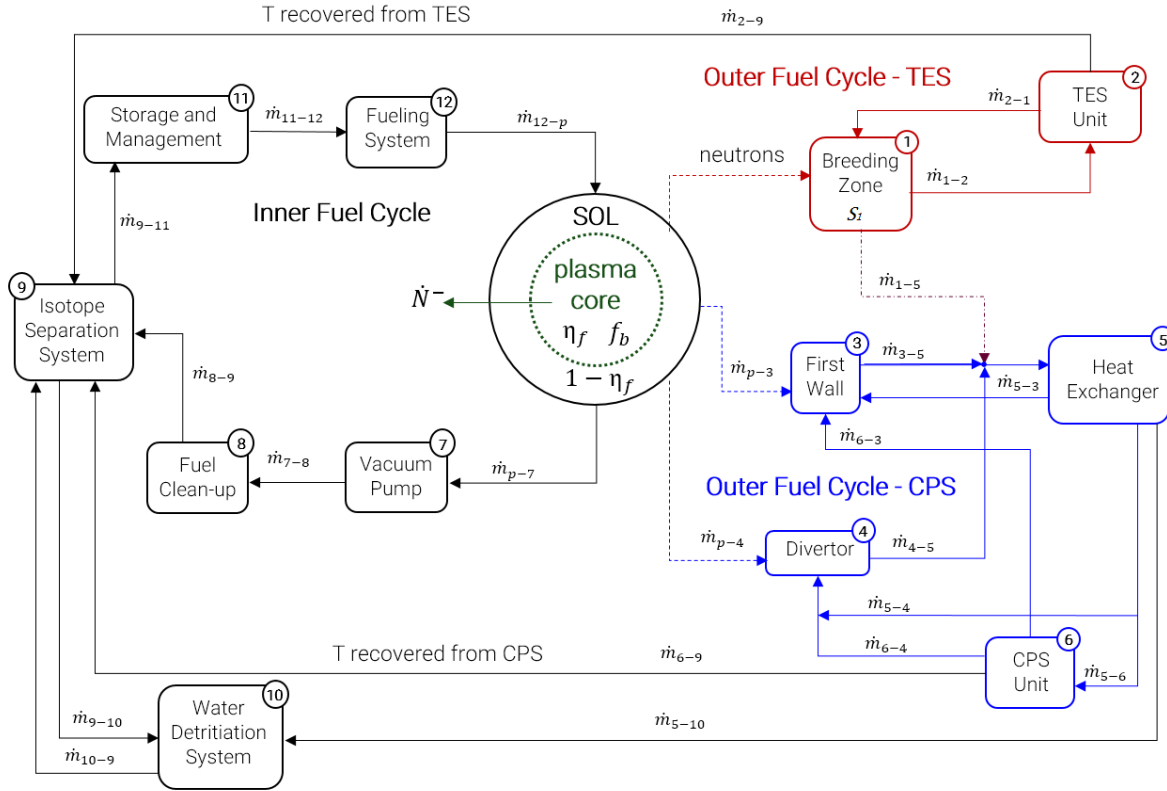 T recovered from TES
ṁ₂₋₉
Outer Fuel Cycle - TES
2
TES
Unit
ṁ₂₋₁
11
Storage and
Management
ṁ₁₁₋₁₂
12
Fueling
System
ṁ₁₂₋ₚ
neutrons
1
Breeding
Zone
S₁
ṁ₁₋₂
ṁ₉₋₁₁
Inner Fuel Cycle
SOL
plasma
core
η_f f_b
1 − η_f
Ṅ⁻
ṁ₁₋₅
9
Isotope
Separation
System
ṁ₈₋₉
ṁₚ₋₃
3
First
Wall
ṁ₃₋₅
ṁ₅₋₃
5
Heat
Exchanger
ṁ₆₋₃
8
Fuel
Clean-up
ṁ₇₋₈
7
Vacuum
Pump
ṁₚ₋₇
Outer Fuel Cycle - CPS
ṁₚ₋₄
4
Divertor
ṁ₄₋₅
ṁ₅₋₄
T recovered from CPS
ṁ₆₋₉
ṁ₆₋₄
6
CPS
Unit
ṁ₅₋₆
10
Water
Detritiation
System
ṁ₉₋₁₀
ṁ₁₀₋₉
ṁ₅₋₁₀